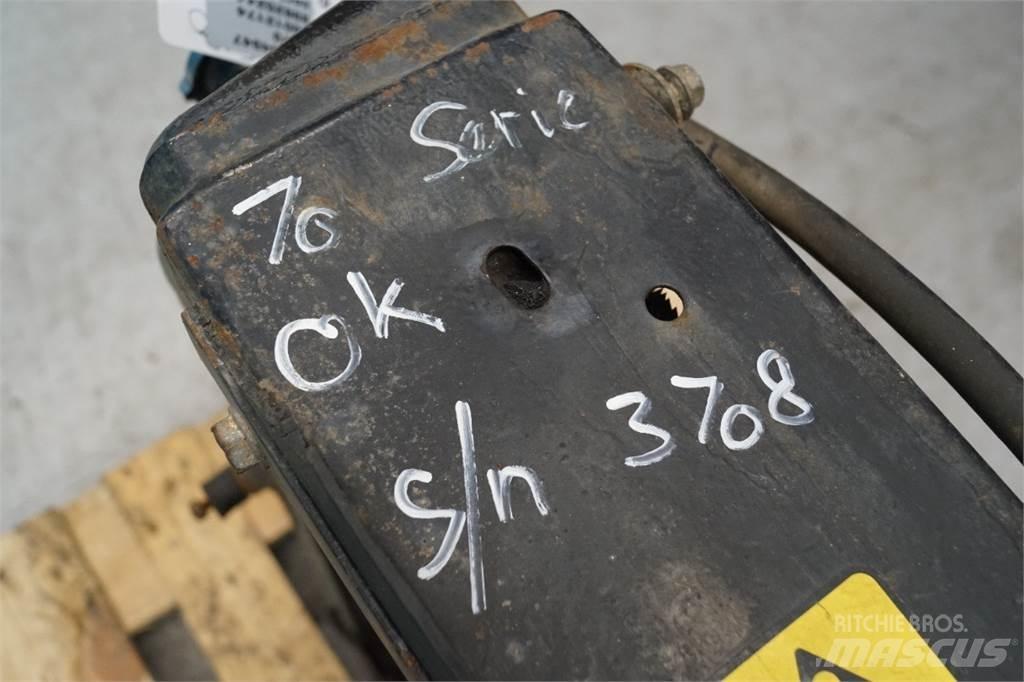 70 Serie
OK
s/n 3708
RITCHIE BROS.
MASCUS